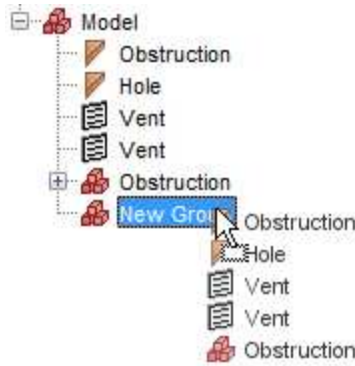 Model
Obstruction
Hole
Vent
Vent
Obstruction
New Grou
Obstruction
Hole
Vent
Vent
Obstruction